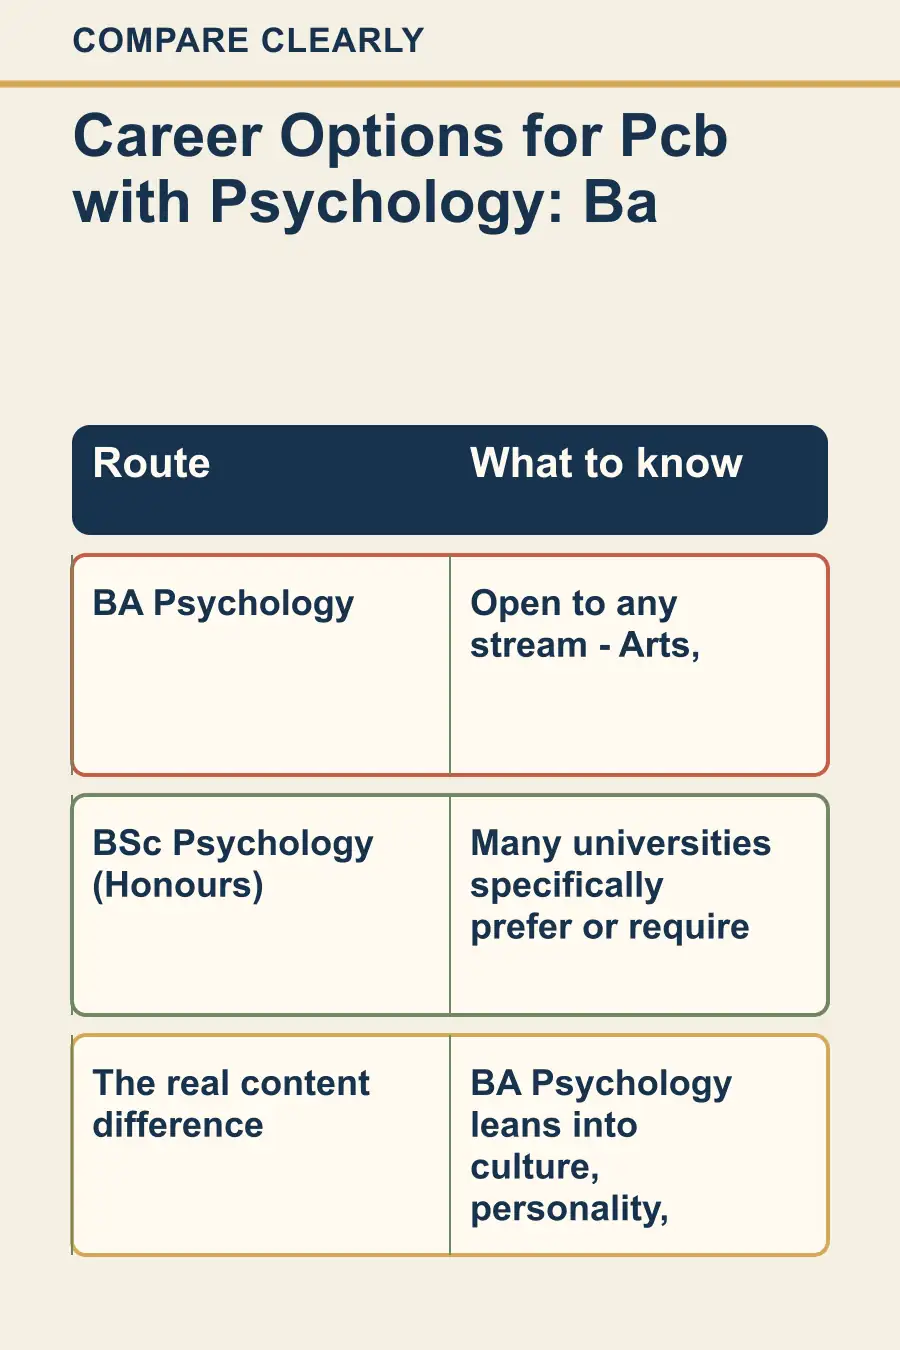 COMPARE CLEARLY
Career Options for Pcb
with Psychology: Ba
Route
What to know
BA Psychology
Open to any
stream - Arts,
BSc Psychology
(Honours)
Many universities
specifically
prefer or require
The real content
difference
BA Psychology
leans into
culture,
personality,